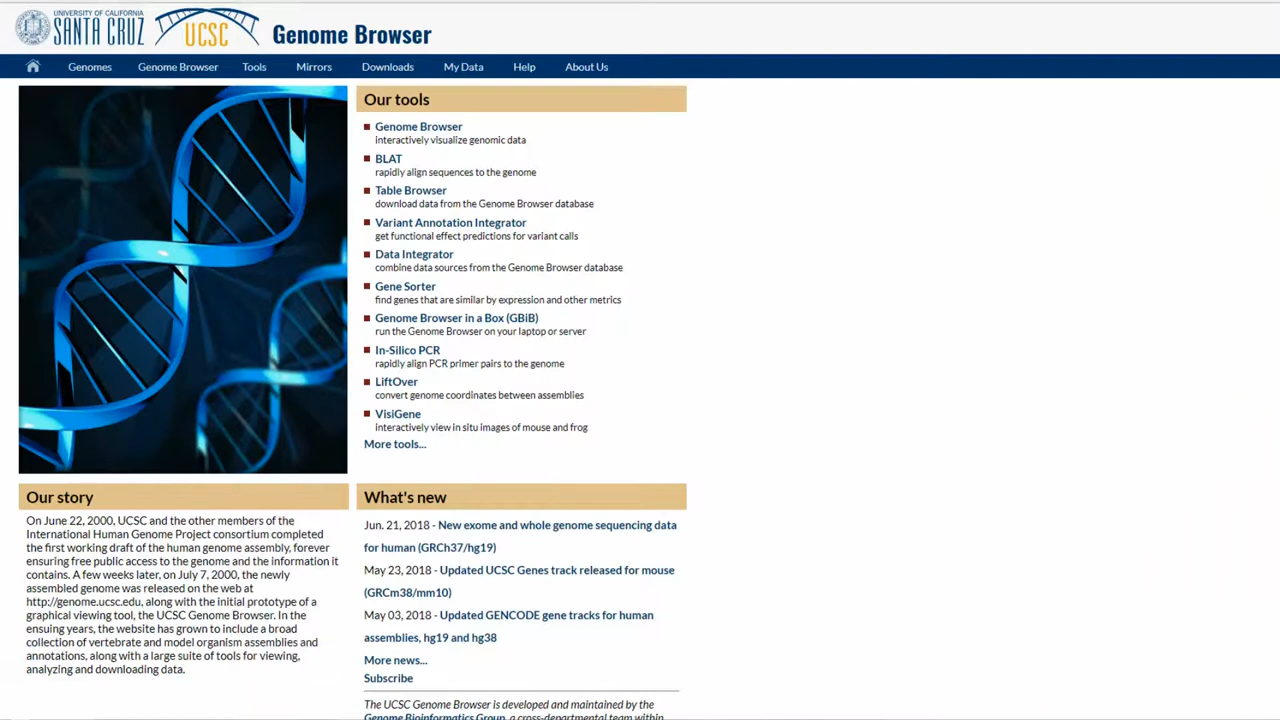 UNIVERSITY OF CALIFORNIA
SANTA CRUZ
UCSC
Genome Browser
Genomes Genome Browser Tools Mirrors Downloads My Data Help About Us
Our tools
Genome Browser
interactively visualize genomic data
BLAT
rapidly align sequences to the genome
Table Browser
download data from the Genome Browser database
Variant Annotation Integrator
get functional effect predictions for variant calls
Data Integrator
combine data sources from the Genome Browser database
Gene Sorter
find genes that are similar by expression and other metrics
Genome Browser in a Box (GBiB)
run the Genome Browser on your laptop or server
In-Silico PCR
rapidly align PCR primer pairs to the genome
LiftOver
convert genome coordinates between assemblies
VisiGene
interactively view in situ images of mouse and frog
More tools...
Our story
On June 22, 2000, UCSC and the other members of the
International Human Genome Project consortium completed
the first working draft of the human genome assembly, forever
ensuring free public access to the genome and the information it
contains. A few weeks later, on July 7, 2000, the newly
assembled genome was released on the web at
http://genome.ucsc.edu, along with the initial prototype of a
graphical viewing tool, the UCSC Genome Browser. In the
ensuing years, the website has grown to include a broad
collection of vertebrate and model organism assemblies and
annotations, along with a large suite of tools for viewing,
analyzing and downloading data.
What's new
Jun. 21, 2018 - New exome and whole genome sequencing data
for human (GRCh37/hg19)
May 23, 2018 - Updated UCSC Genes track released for mouse
(GRCm38/mm10)
May 03, 2018 - Updated GENCODE gene tracks for human
assemblies, hg19 and hg38
More news...
Subscribe
The UCSC Genome Browser is developed and maintained by the
Genome Bioinformatics Group, a cross-departmental team within